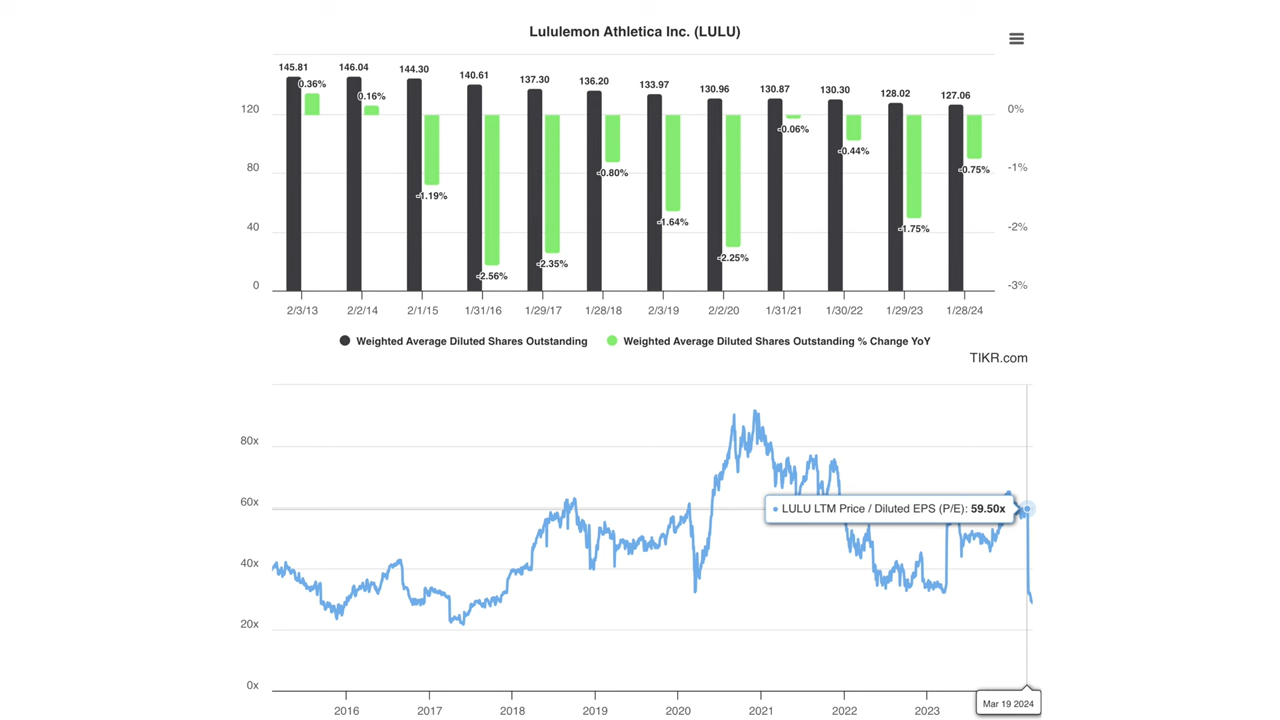 Lululemon Athletica Inc. (LULU)
145.81 146.04 144.30 140.61 137.30 136.20 133.97 130.96 130.87 130.30 128.02 127.06
0.36% 0.16% -1.19% -2.56% -2.35% -0.80% -1.64% -2.25% -0.06% -0.44% -1.75% -0.75%
120 0%
80 -1%
40 -2%
0 -3%
2/3/13 2/2/14 2/1/15 1/31/16 1/29/17 1/28/18 2/3/19 2/2/20 1/31/21 1/30/22 1/29/23 1/28/24
Weighted Average Diluted Shares Outstanding Weighted Average Diluted Shares Outstanding % Change YoY
TIKR.com
80x
60x
LULU LTM Price / Diluted EPS (P/E): 59.50x
40x
20x
0x
2016 2017 2018 2019 2020 2021 2022 2023
Mar 19 2024